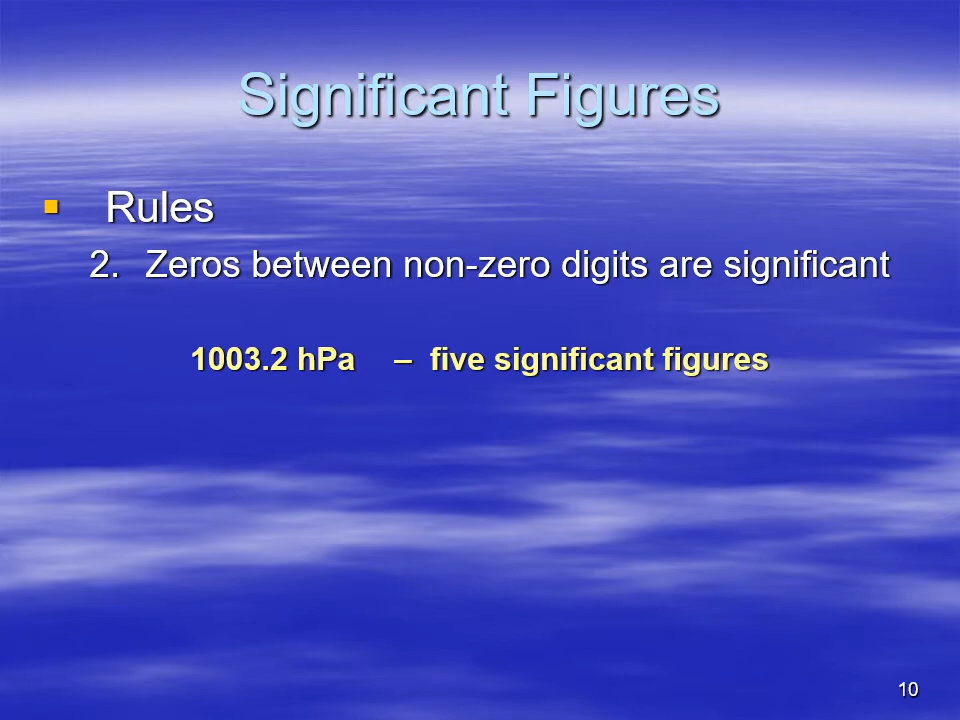 Significant Figures
▪ Rules
2. Zeros between non-zero digits are significant
1003.2 hPa – five significant figures
10